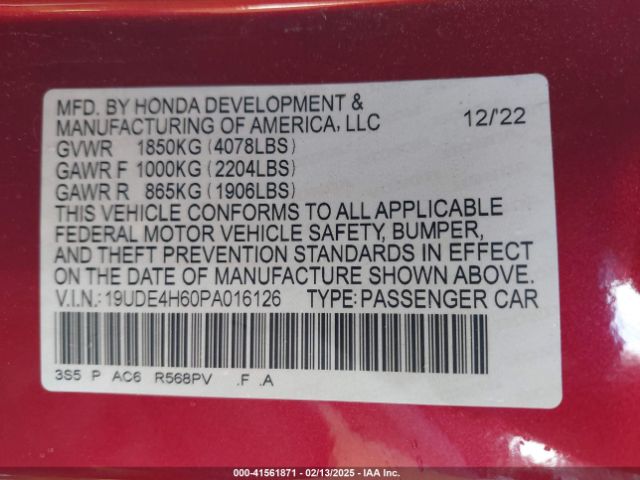 MFD. BY HONDA DEVELOPMENT &
MANUFACTURING OF AMERICA, LLC 12/'22
GVWR 1850KG (4078LBS)
GAWR F 1000KG (2204LBS)
GAWR R 865KG (1906LBS)
THIS VEHICLE CONFORMS TO ALL APPLICABLE
FEDERAL MOTOR VEHICLE SAFETY, BUMPER,
AND THEFT PREVENTION STANDARDS IN EFFECT
ON THE DATE OF MANUFACTURE SHOWN ABOVE.
V.I.N.: 19UDE4H60PA016126 TYPE: PASSENGER CAR
3S5 P AC6 R568PV .F .A
000-41561871 | 02/13/2025 | IAA Inc.